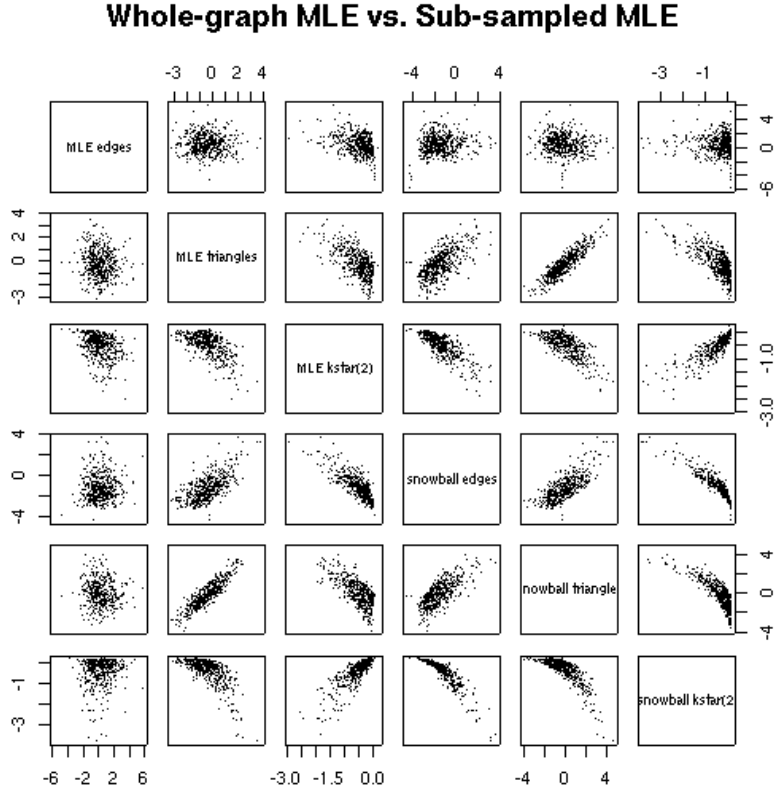 Whole-graph MLE vs. Sub-sampled MLE
-3 0 2 4
-4 0 4
-3 -1
MLE edges
4
0
-6
4
2
0
-3
MLE triangles
MLE kstar(2)
-1.0
-3.0
4
0
-4
snowball edges
nowball triangle
4
0
-4
-1
-3
snowball kstar(2
-6 -2 2 6
-3.0 -1.5 0.0
-4 0 4